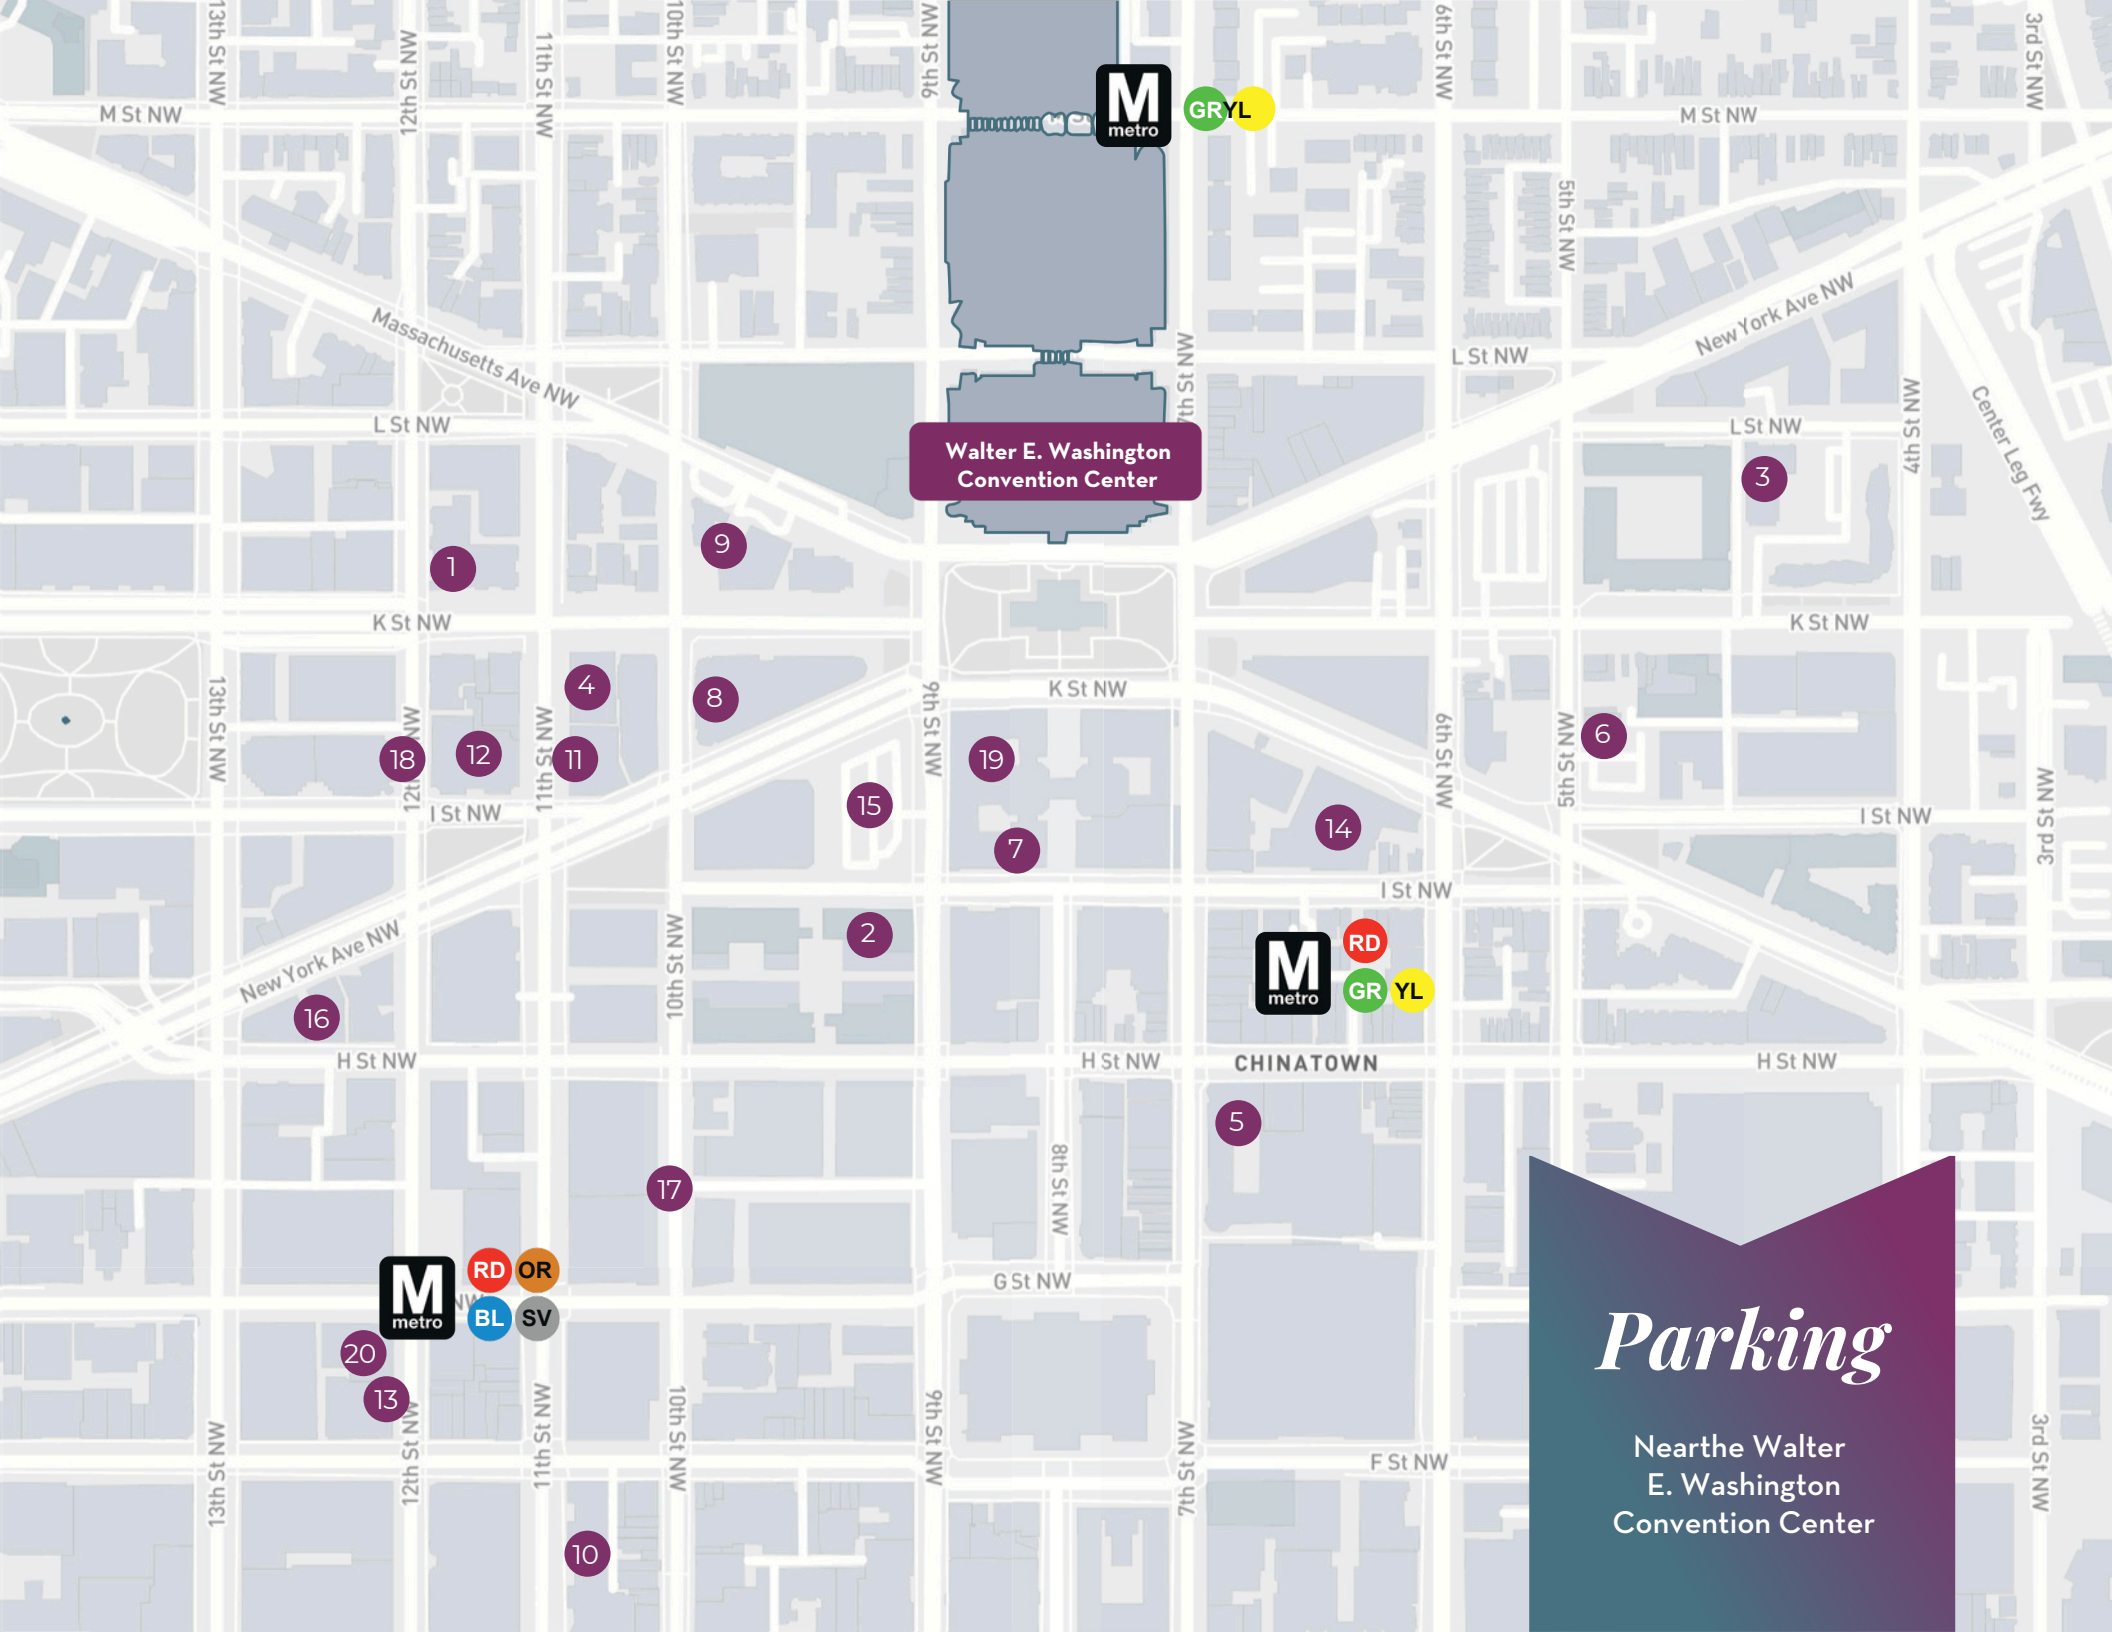 13th St NW
12th St NW
11th St NW
10th St NW
9th St NW
6th St NW
3rd St NW
M St NW
M
metro
GR
YL
M St NW
5th St NW
Massachusetts Ave NW
New York Ave NW
7th St NW
L St NW
L St NW
L St NW
4th St NW
Center Leg Fwy
Walter E. Washington
Convention Center
3
9
1
K St NW
K St NW
4
8
K St NW
13th St NW
12th NW
11th St NW
9th St NW
6th St NW
5th St NW
3rd St NW
18
12
11
19
6
15
14
7
I St NW
I St NW
I St NW
2
10th St NW
New York Ave NW
16
M
metro
RD
GR
YL
H St NW
H St NW
CHINATOWN
H St NW
5
8th St NW
17
M
metro
RD
OR
BL
SV
NW
G St NW
20
13
13th St NW
12th St NW
11th St NW
10th St NW
9th St NW
7th St NW
F St NW
3rd St NW
10
Parking
Nearthe Walter
E. Washington
Convention Center